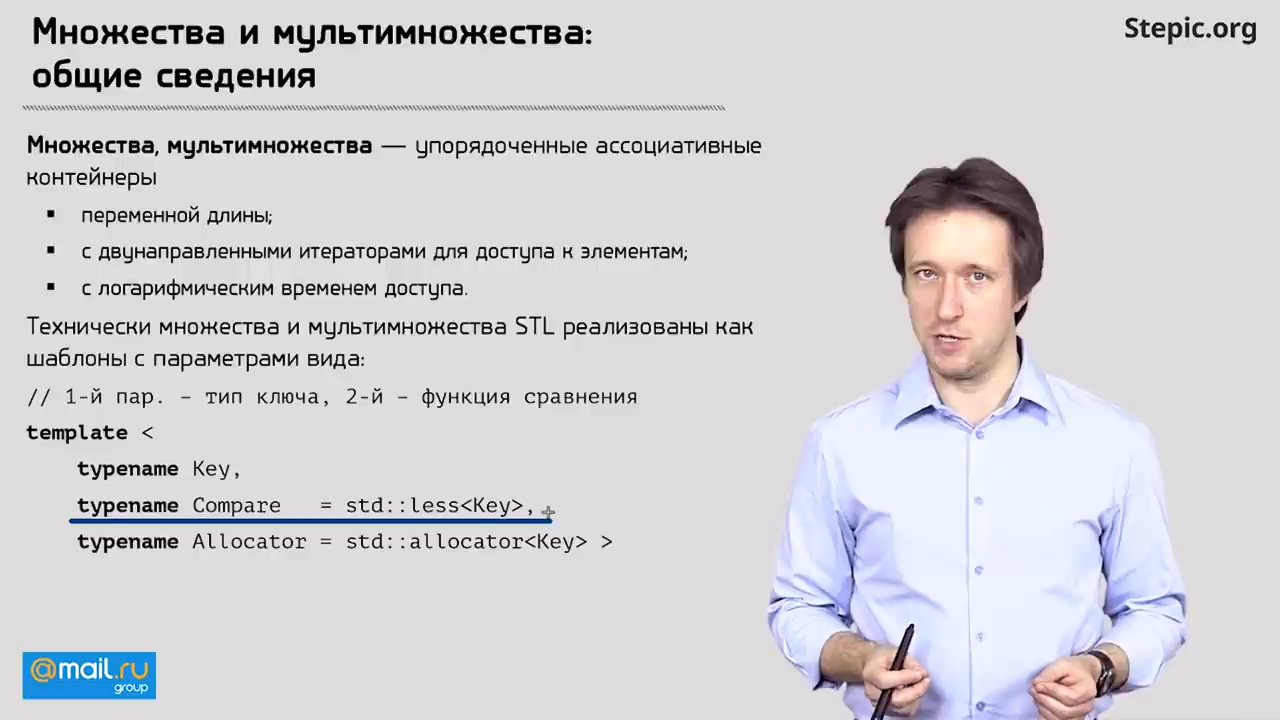 Множества и мультимножества:
общие сведения
Stepic.org
Множества, мультимножества — упорядоченные ассоциативные
контейнеры
▪ переменной длины;
▪ с двунаправленными итераторами для доступа к элементам;
▪ с логарифмическим временем доступа.
Технически множества и мультимножества STL реализованы как
шаблоны с параметрами вида:
// 1-й пар. – тип ключа, 2-й – функция сравнения
template <
typename Key,
typename Compare = std::less<Key>,
typename Allocator = std::allocator<Key> >
@mail.ru
group